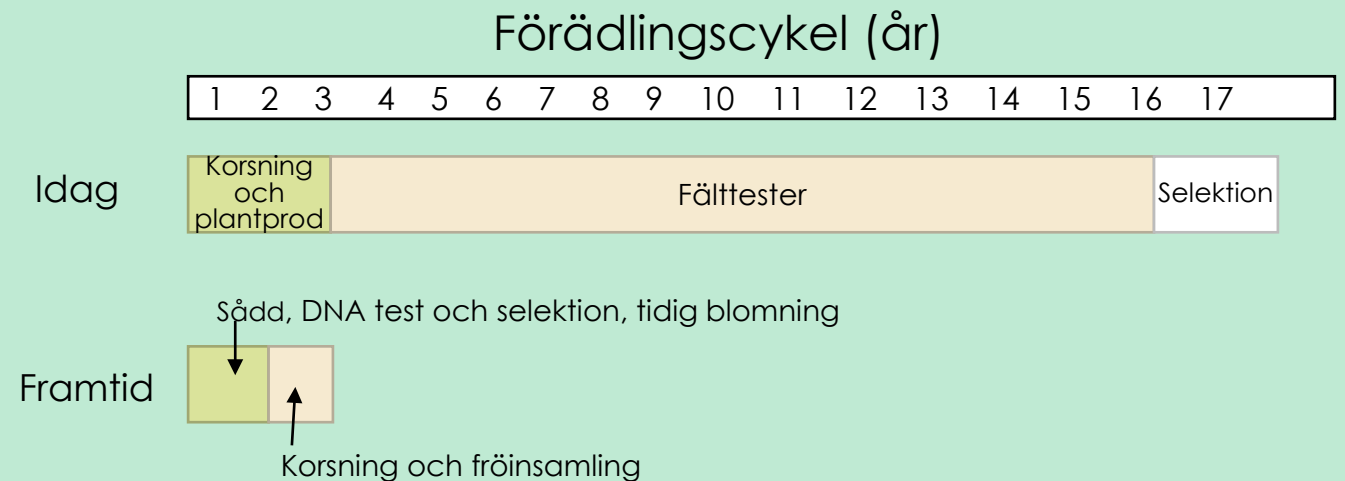 Förädlingscykel (år)
1 2 3 4 5 6 7 8 9 10 11 12 13 14 15 16 17
Idag
Korsning
och
plantprod
Fälttester
Selektion
Sådd, DNA test och selektion, tidig blomning
Framtid
Korsning och fröinsamling